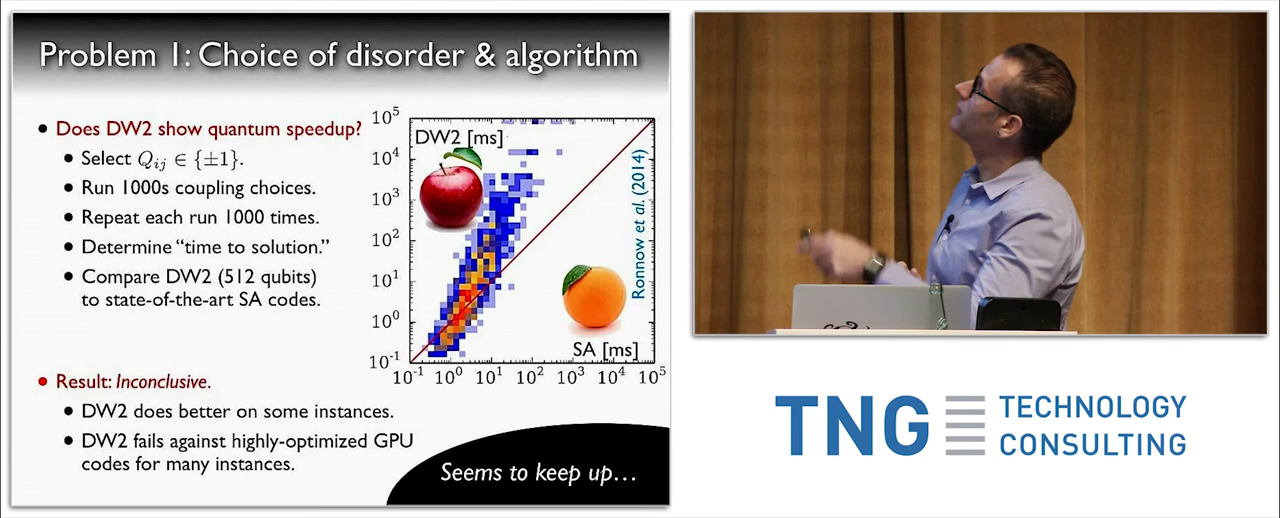 Problem 1: Choice of disorder & algorithm
• Does DW2 show quantum speedup?
• Select Qij ∈ {±1}.
• Run 1000s coupling choices.
• Repeat each run 1000 times.
• Determine “time to solution.”
• Compare DW2 (512 qubits)
to state-of-the-art SA codes.
10^5
10^4
10^3
10^2
10^1
10^0
10^-1
DW2 [ms]
Ronnow et al. (2014)
SA [ms]
10^-1 10^0 10^1 10^2 10^3 10^4 10^5
• Result: Inconclusive.
• DW2 does better on some instances.
• DW2 fails against highly-optimized GPU
codes for many instances.
Seems to keep up…
TNG TECHNOLOGY
CONSULTING